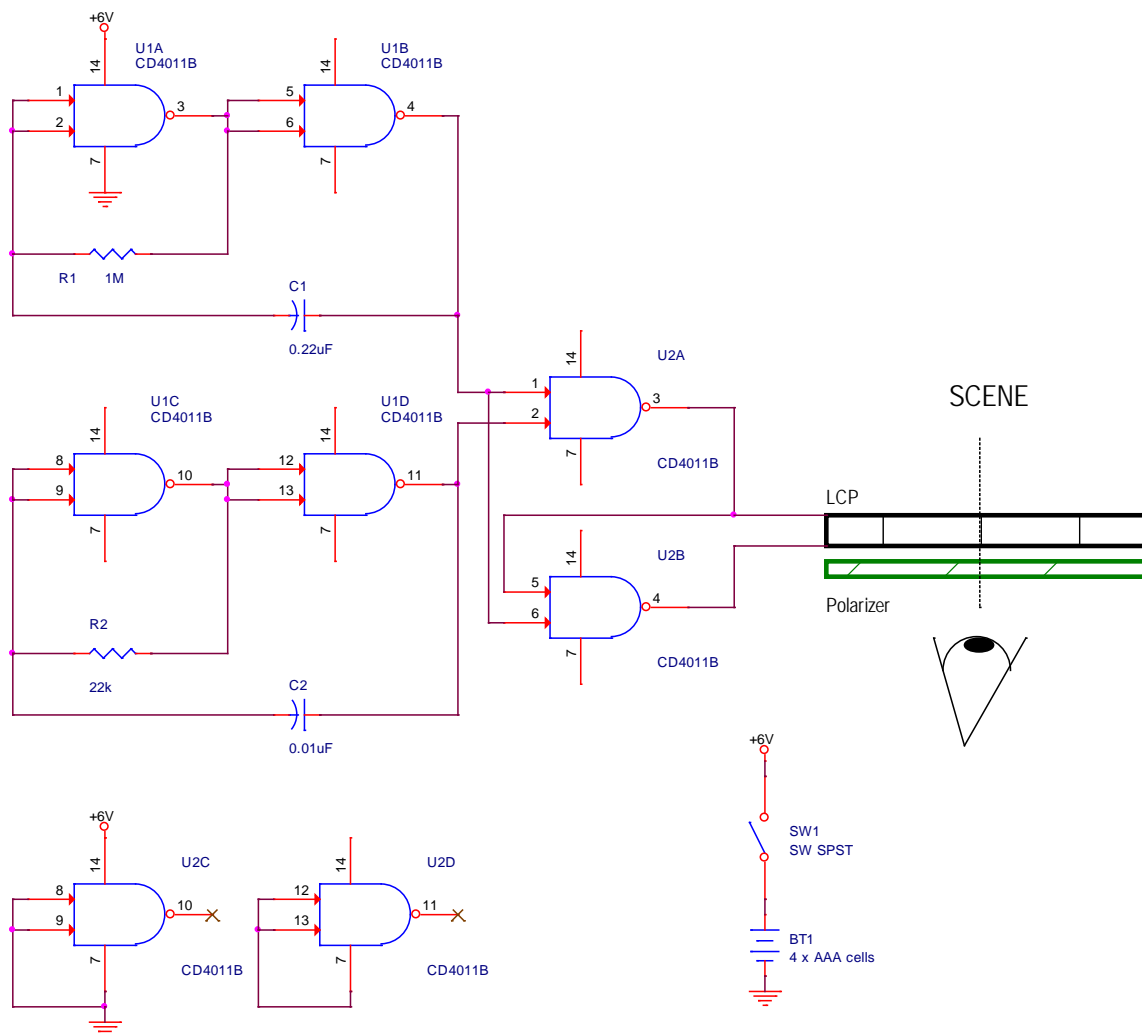 +6V
U1A
CD4011B
14
1
2
3
7
U1B
CD4011B
14
5
6
4
7
R1 1M
C1
0.22uF
U1C
CD4011B
14
8
9
10
7
U1D
CD4011B
14
12
13
11
7
R2
22k
C2
0.01uF
U2A
14
1
2
3
7
CD4011B
U2B
14
5
6
4
7
CD4011B
SCENE
LCP
Polarizer
+6V
U2C
14
8
9
10
7
CD4011B
U2D
14
12
13
11
7
CD4011B
+6V
SW1
SW SPST
BT1
4 x AAA cells